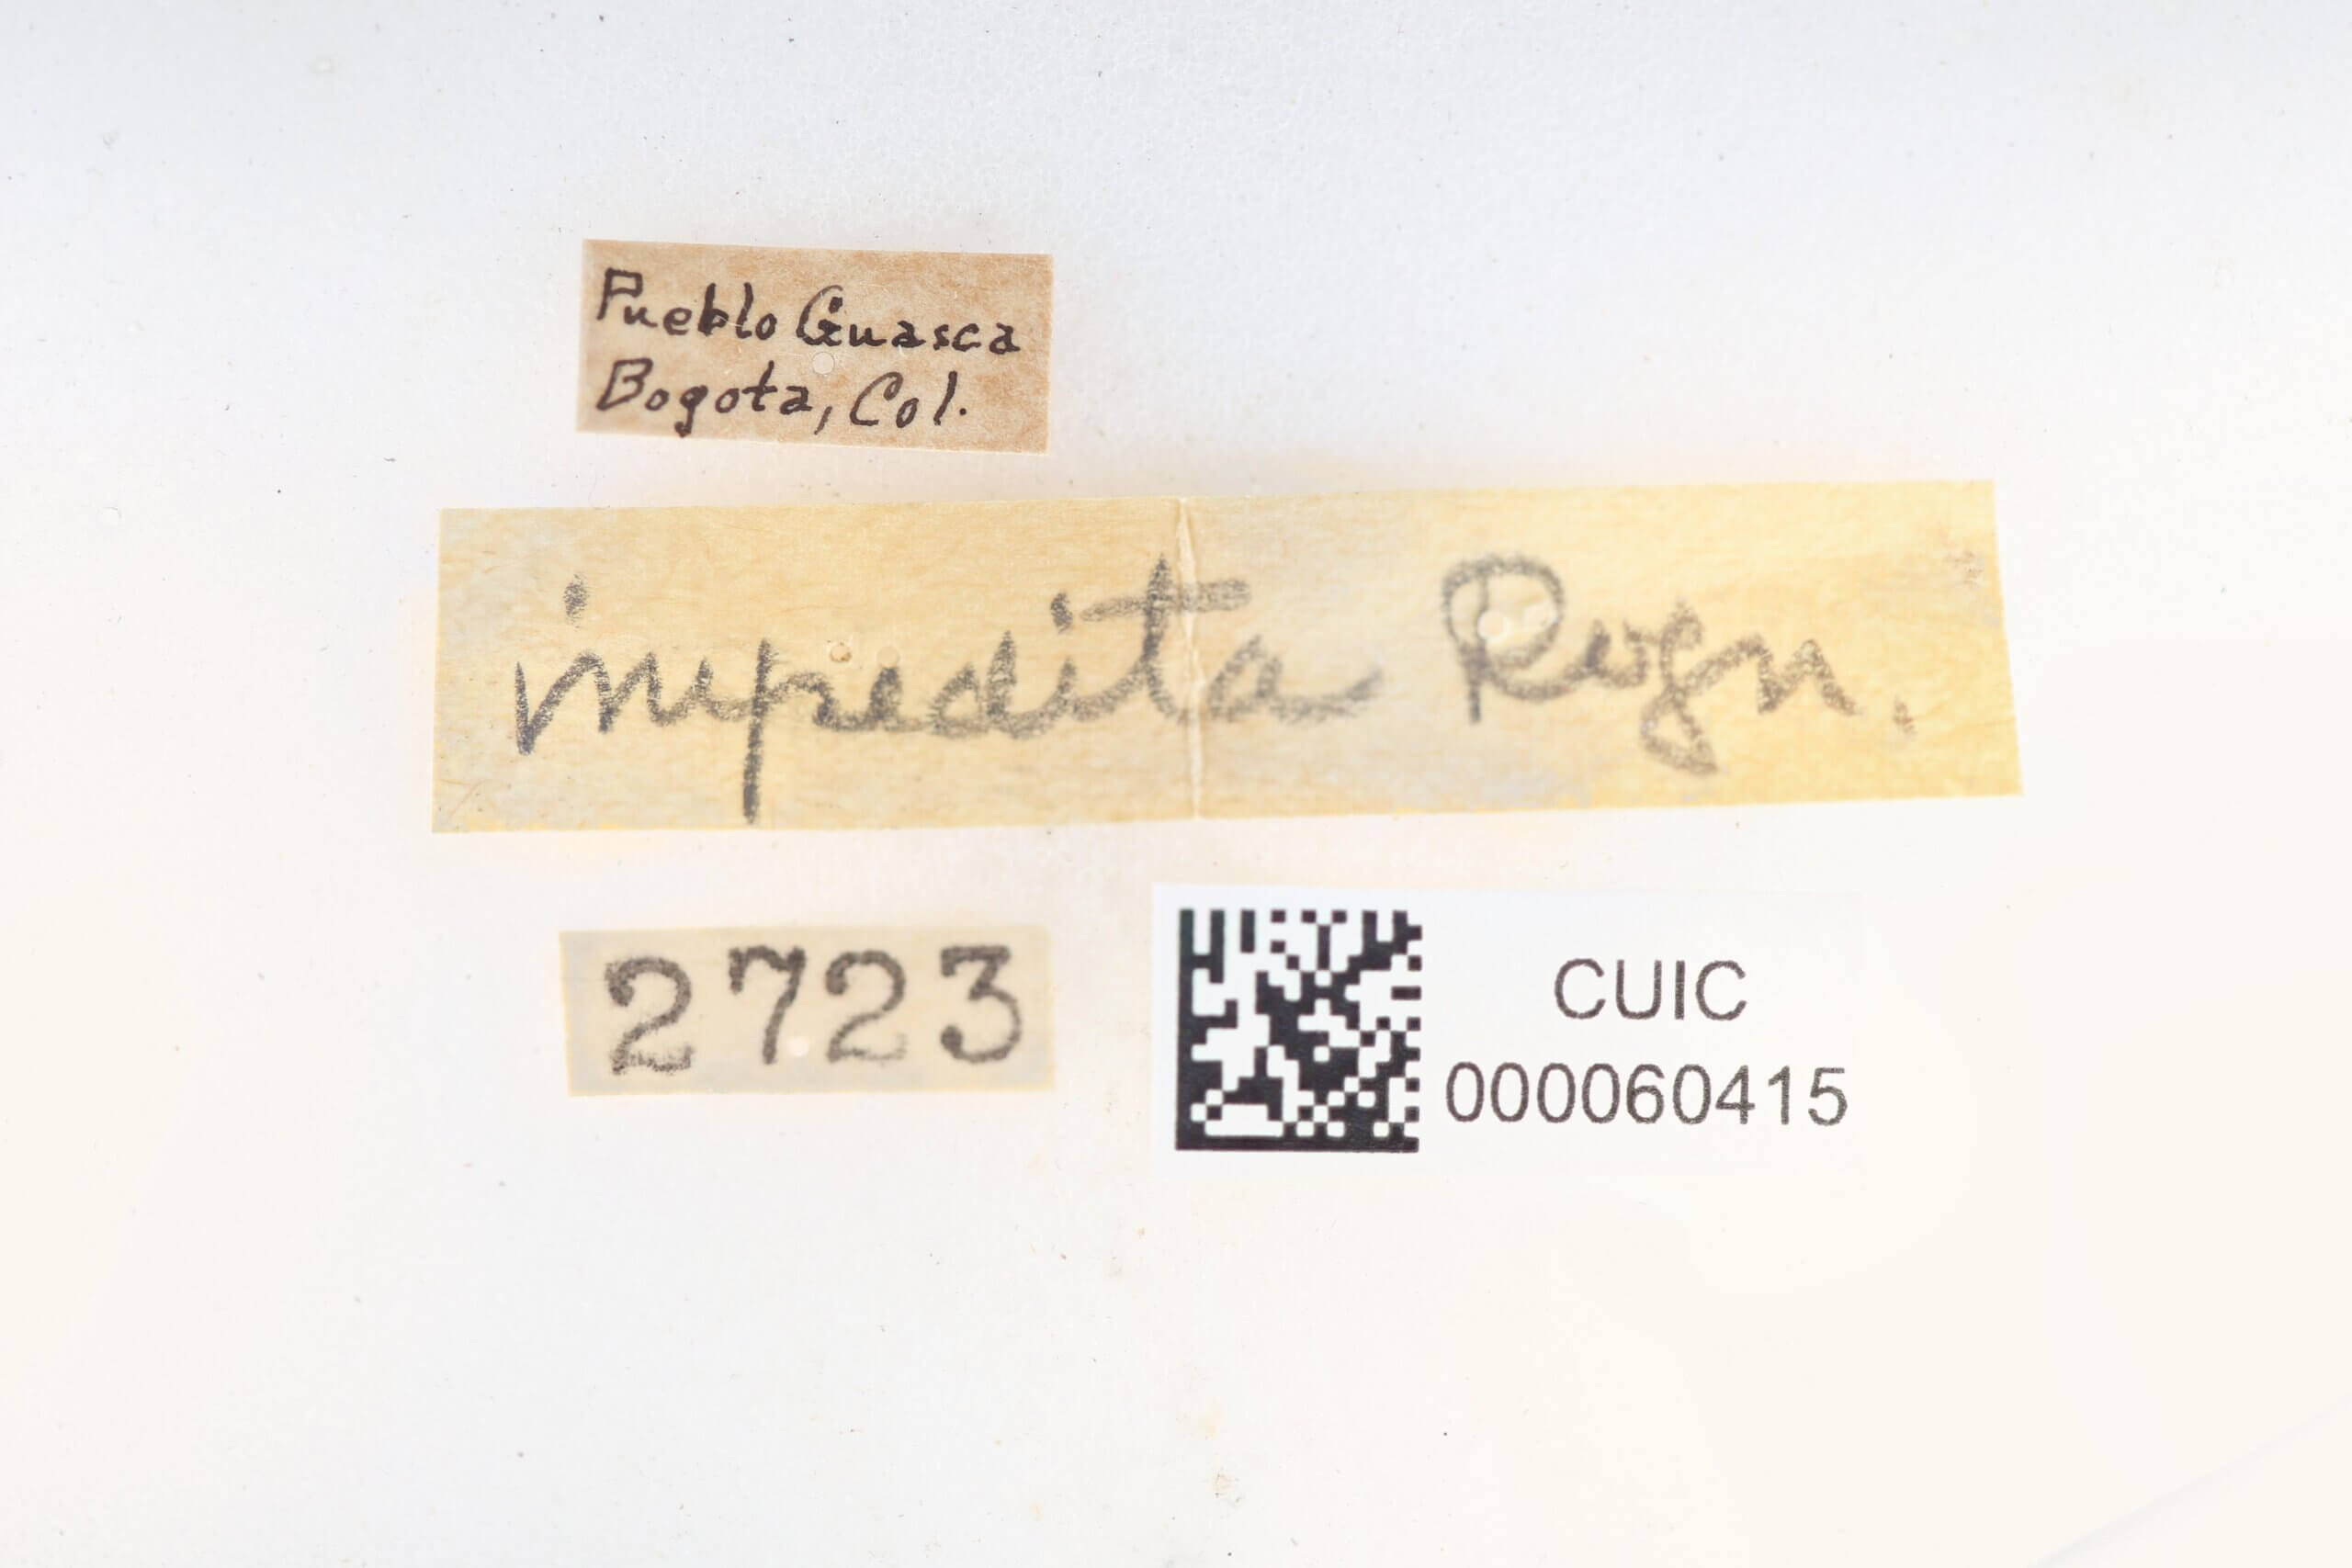 Pueblo Guasca
Bogota, Col.
impedita Rogn.
2723
CUIC
000060415